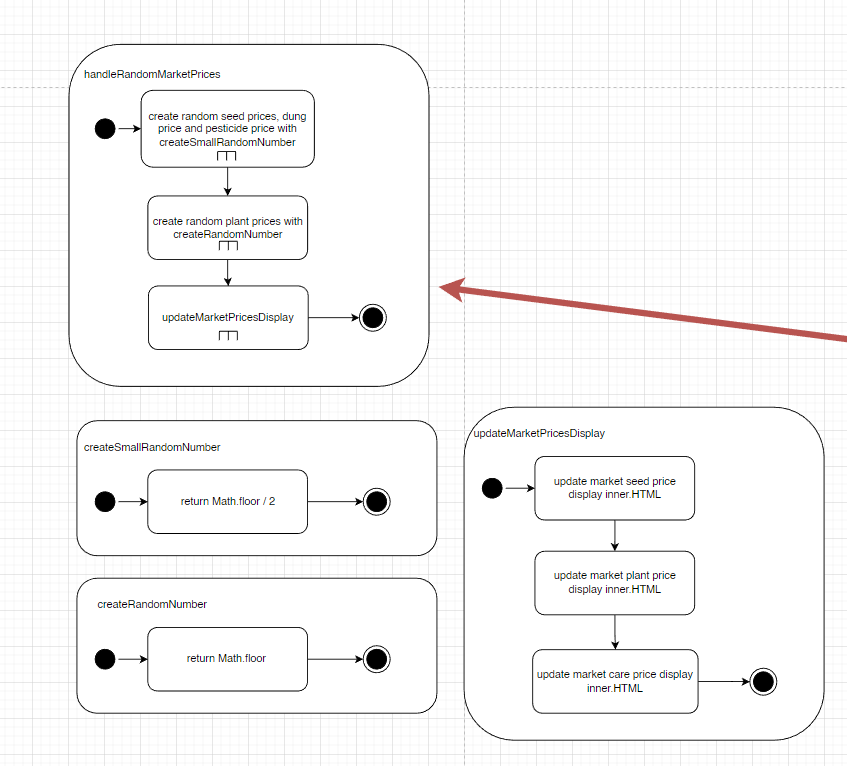 handleRandomMarketPrices
create random seed prices, dung
price and pesticide price with
createSmallRandomNumber
create random plant prices with
createRandomNumber
updateMarketPricesDisplay
createSmallRandomNumber
return Math.floor / 2
createRandomNumber
return Math.floor
updateMarketPricesDisplay
update market seed price
display inner.HTML
update market plant price
display inner.HTML
update market care price display
inner.HTML